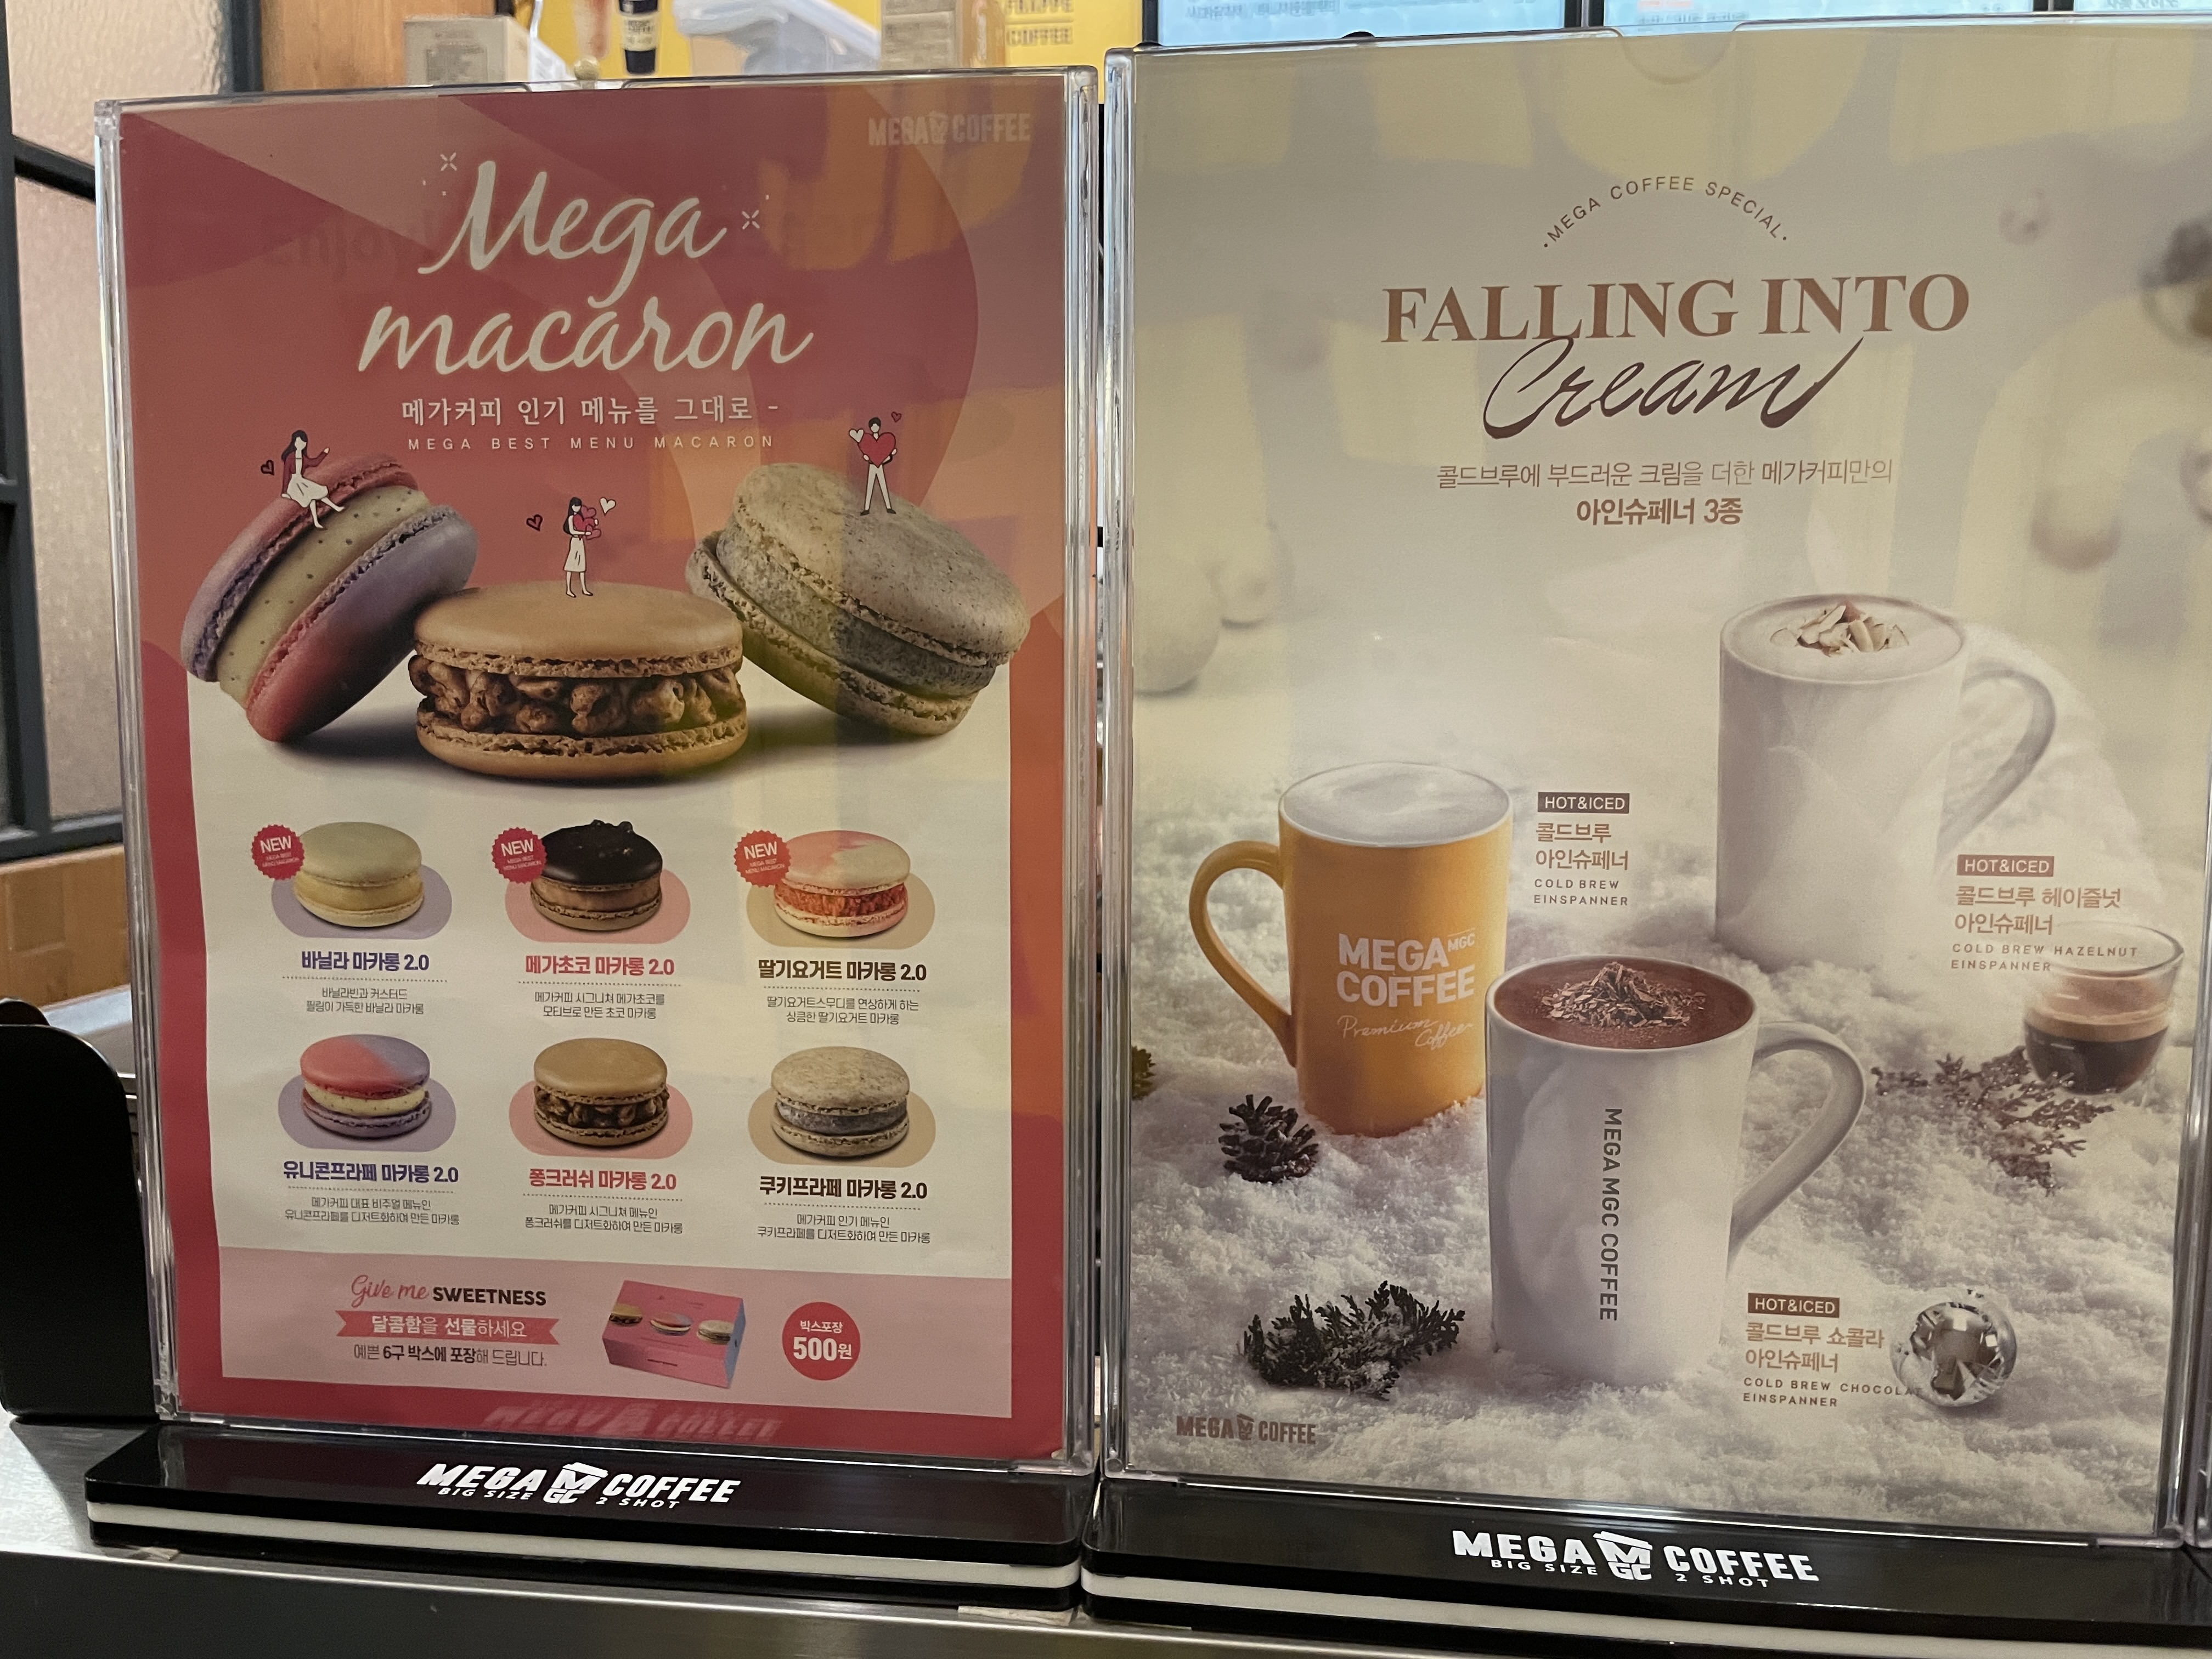 MEGA COFFEE
Mega
macaron
메가커피 인기 메뉴를 그대로 -
MEGA BEST MENU MACARON
NEW
MEGA BEST
MENU MACARON
NEW
MEGA BEST
MENU MACARON
NEW
MEGA BEST
MENU MACARON
바닐라 마카롱 2.0
바닐라빈과 커스터드
필링이 가득한 바닐라 마카롱
메가초코 마카롱 2.0
메가커피 시그니처 메가초코를
모티브로 만든 초코 마카롱
딸기요거트 마카롱 2.0
딸기요거트스무디를 연상하게 하는
상큼한 딸기요거트 마카롱
유니콘프라페 마카롱 2.0
메가커피 대표 비주얼 메뉴인
유니콘프라페를 디저트화하여 만든 마카롱
퐁크러쉬 마카롱 2.0
메가커피 시그니처 메뉴인
퐁크러쉬를 디저트화하여 만든 마카롱
쿠키프라페 마카롱 2.0
메가커피 인기 메뉴인
쿠키프라페를 디저트화하여 만든 마카롱
Give me SWEETNESS
달콤함을 선물하세요
예쁜 6구 박스에 포장해 드립니다.
박스포장
500원
MEGA MGC COFFEE
BIG SIZE 2 SHOT
·MEGA COFFEE SPECIAL·
FALLING INTO
Cream
콜드브루에 부드러운 크림을 더한 메가커피만의
아인슈페너 3종
HOT&ICED
콜드브루
아인슈페너
COLD BREW
EINSPANNER
HOT&ICED
콜드브루 헤이즐넛
아인슈페너
COLD BREW HAZELNUT
EINSPANNER
MEGA MGC
COFFEE
Premium
Coffee
MEGA MGC COFFEE
HOT&ICED
콜드브루 쇼콜라
아인슈페너
COLD BREW CHOCOLAT
EINSPANNER
MEGA COFFEE
MEGA MGC COFFEE
BIG SIZE 2 SHOT